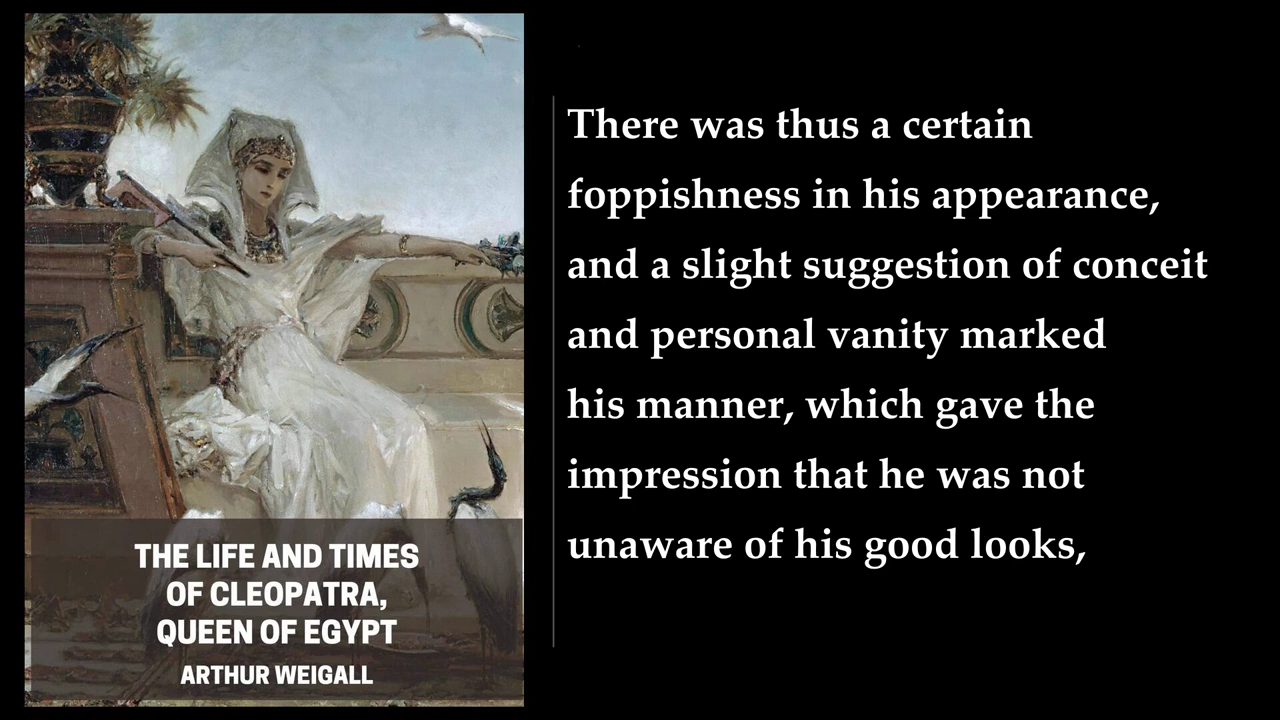 There was thus a certain
foppishness in his appearance,
and a slight suggestion of conceit
and personal vanity marked
his manner, which gave the
impression that he was not
unaware of his good looks,
THE LIFE AND TIMES
OF CLEOPATRA,
QUEEN OF EGYPT
ARTHUR WEIGALL